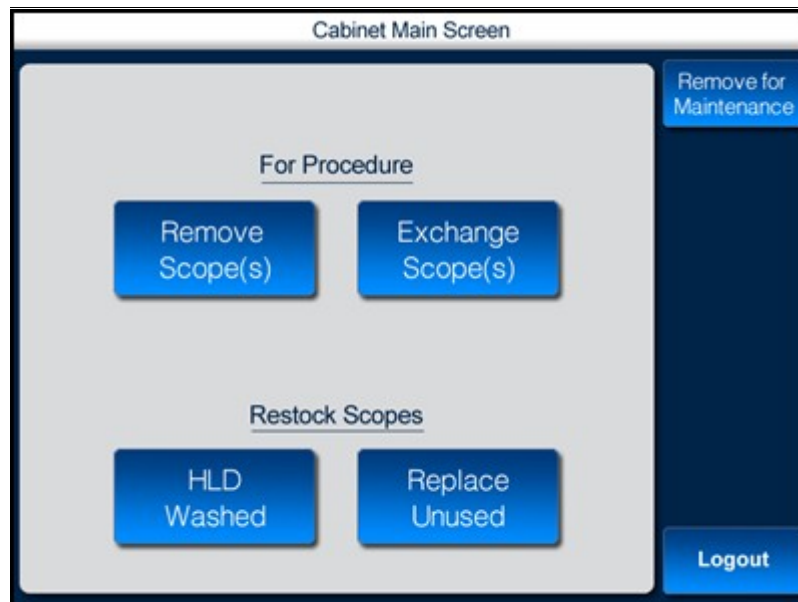 Cabinet Main Screen
Remove for
Maintenance
For Procedure
Remove
Scope(s)
Exchange
Scope(s)
Restock Scopes
HLD
Washed
Replace
Unused
Logout